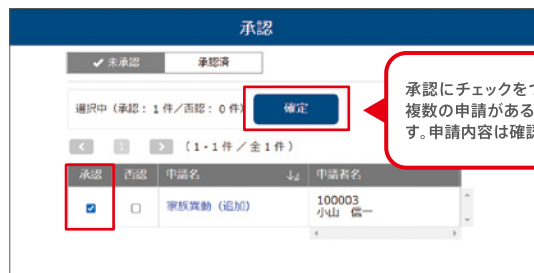 承認
✓ 未承認 承認済
選択中（承認：1件／否認：0件） 確定
承認にチェックを
複数の申請がある
す。申請内容は確認
< 1 > （1-1件／全1件）
承認 否認 申請名 申請者名
家族異動（追加） 100003
小山 信一